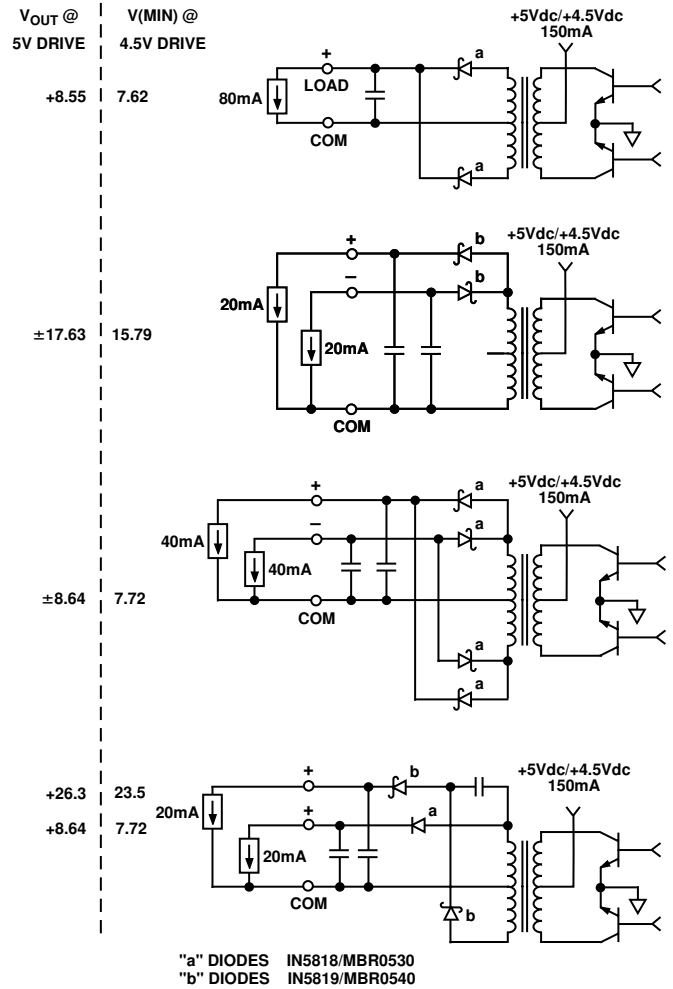 VOUT @ V(MIN) @
5V DRIVE 4.5V DRIVE
+5Vdc/+4.5Vdc
150mA
+
a
LOAD
80mA
+8.55 7.62
COM
a
+5Vdc/+4.5Vdc
150mA
+
b
–
b
20mA
±17.63 15.79
20mA
COM
+5Vdc/+4.5Vdc
150mA
+
a
–
a
40mA
40mA
±8.64 7.72
COM
a
a
+5Vdc/+4.5Vdc
150mA
+
b
+26.3 23.5
20mA
+
a
+8.64 7.72
20mA
COM
b
"a" DIODES IN5818/MBR0530
"b" DIODES IN5819/MBR0540